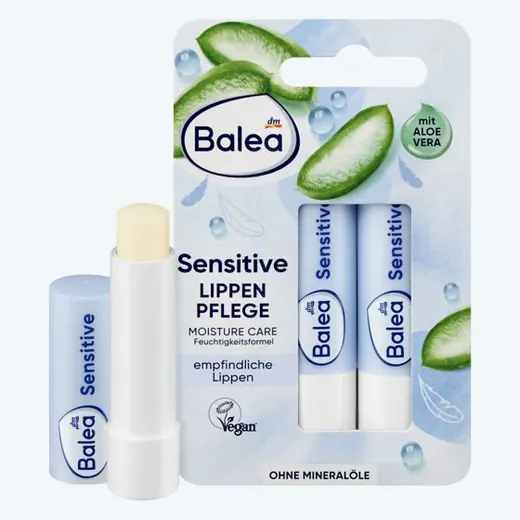 dm
Balea
mit
ALOE
VERA
Sensitive
LIPPEN
PFLEGE
MOISTURE CARE
Feuchtigkeitsformel
empfindliche
Lippen
Vegan
OHNE MINERALÖLE
Balea Sensitive
Balea Sensitive
Balea Sensitive